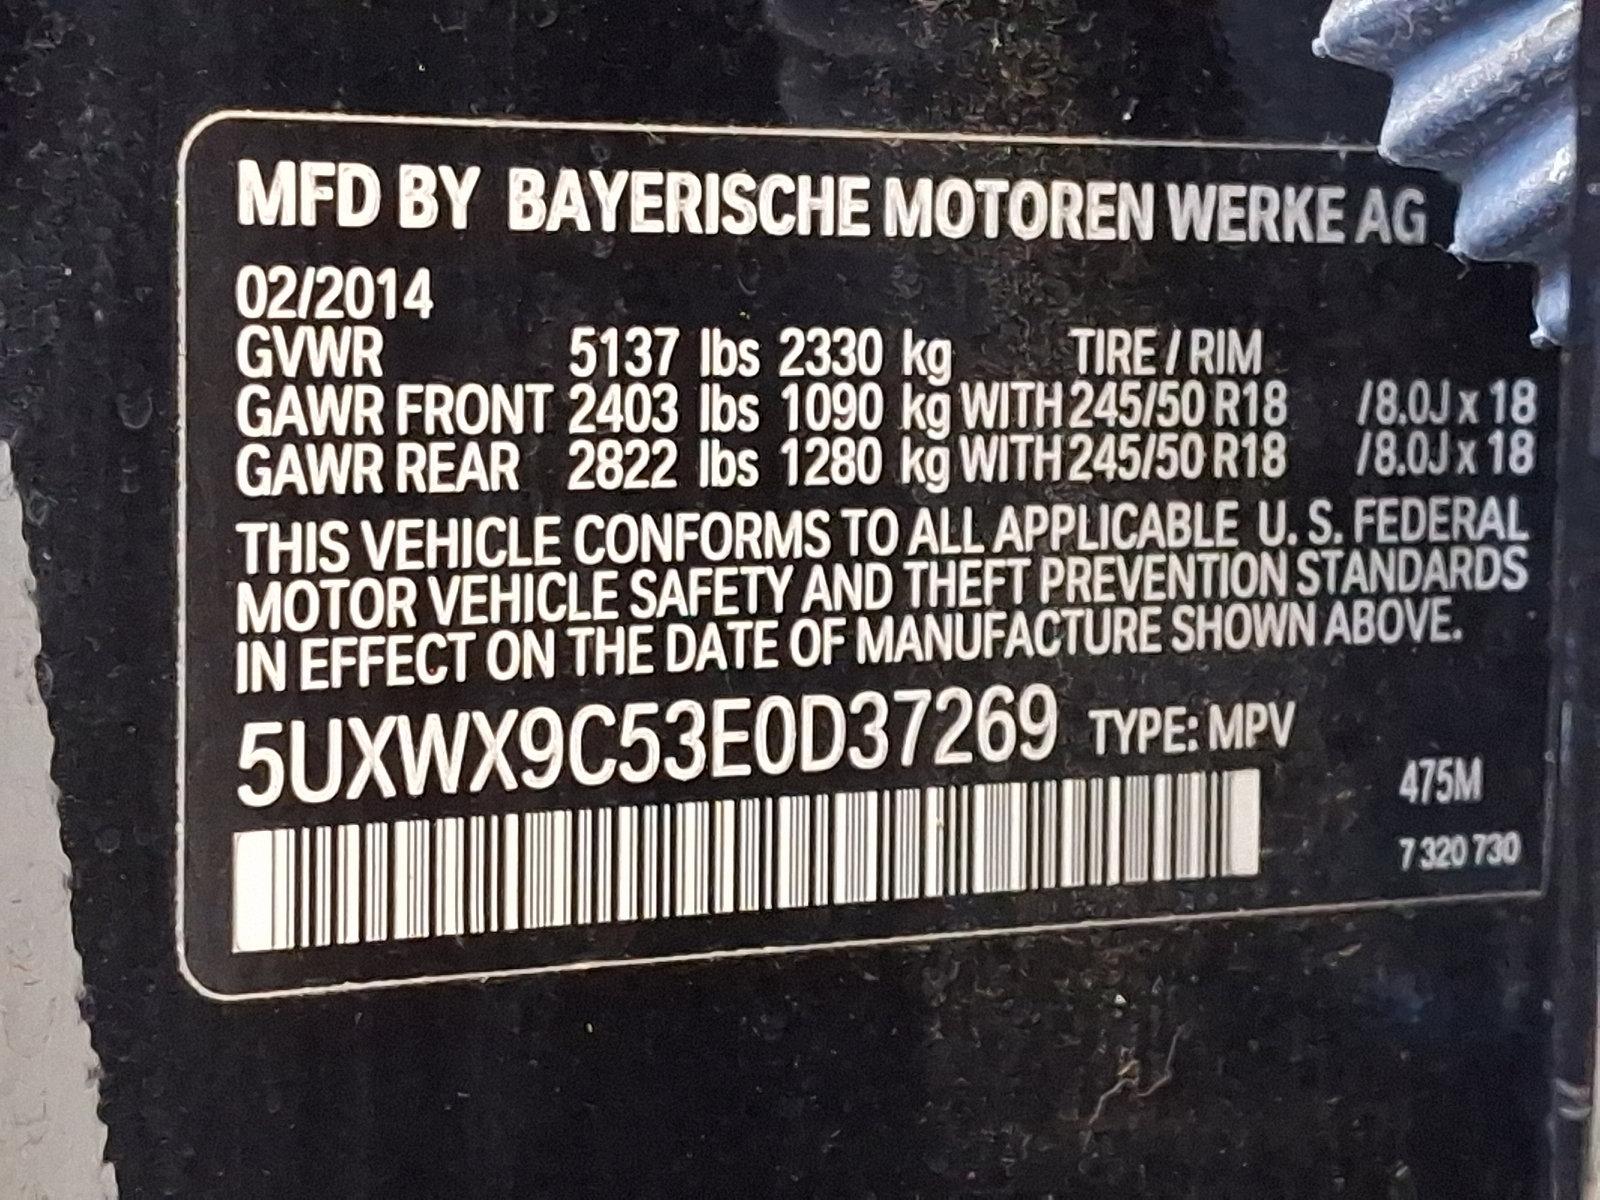 MFD BY BAYERISCHE MOTOREN WERKE AG
02/2014
GVWR 5137 lbs 2330 kg TIRE / RIM
GAWR FRONT 2403 lbs 1090 kg WITH 245/50 R18 /8.0J x 18
GAWR REAR 2822 lbs 1280 kg WITH 245/50 R18 /8.0J x 18
THIS VEHICLE CONFORMS TO ALL APPLICABLE U. S. FEDERAL
MOTOR VEHICLE SAFETY AND THEFT PREVENTION STANDARDS
IN EFFECT ON THE DATE OF MANUFACTURE SHOWN ABOVE.
5UXWX9C53E0D37269 TYPE: MPV
475M
7 320 730